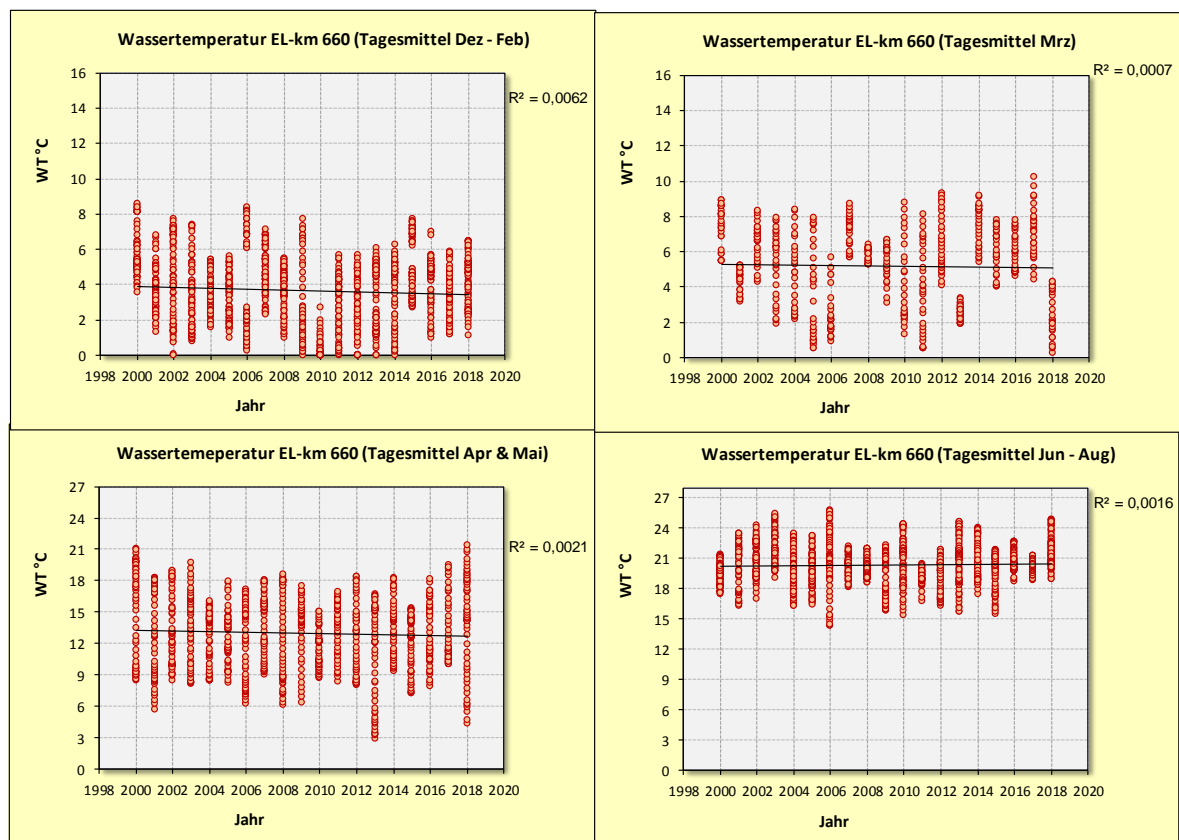 Wassertemperatur EL-km 660 (Tagesmittel Dez - Feb)
R² = 0,0062
WT °C
16
14
12
10
8
6
4
2
0
1998 2000 2002 2004 2006 2008 2010 2012 2014 2016 2018 2020
Jahr
Wassertemperatur EL-km 660 (Tagesmittel Mrz)
R² = 0,0007
WT °C
16
14
12
10
8
6
4
2
0
1998 2000 2002 2004 2006 2008 2010 2012 2014 2016 2018 2020
Jahr
Wassertemeperatur EL-km 660 (Tagesmittel Apr & Mai)
R² = 0,0021
WT °C
27
24
21
18
15
12
9
6
3
0
1998 2000 2002 2004 2006 2008 2010 2012 2014 2016 2018 2020
Jahr
Wassertemperatur EL-km 660 (Tagesmittel Jun - Aug)
R² = 0,0016
WT °C
27
24
21
18
15
12
9
6
3
0
1998 2000 2002 2004 2006 2008 2010 2012 2014 2016 2018 2020
Jahr